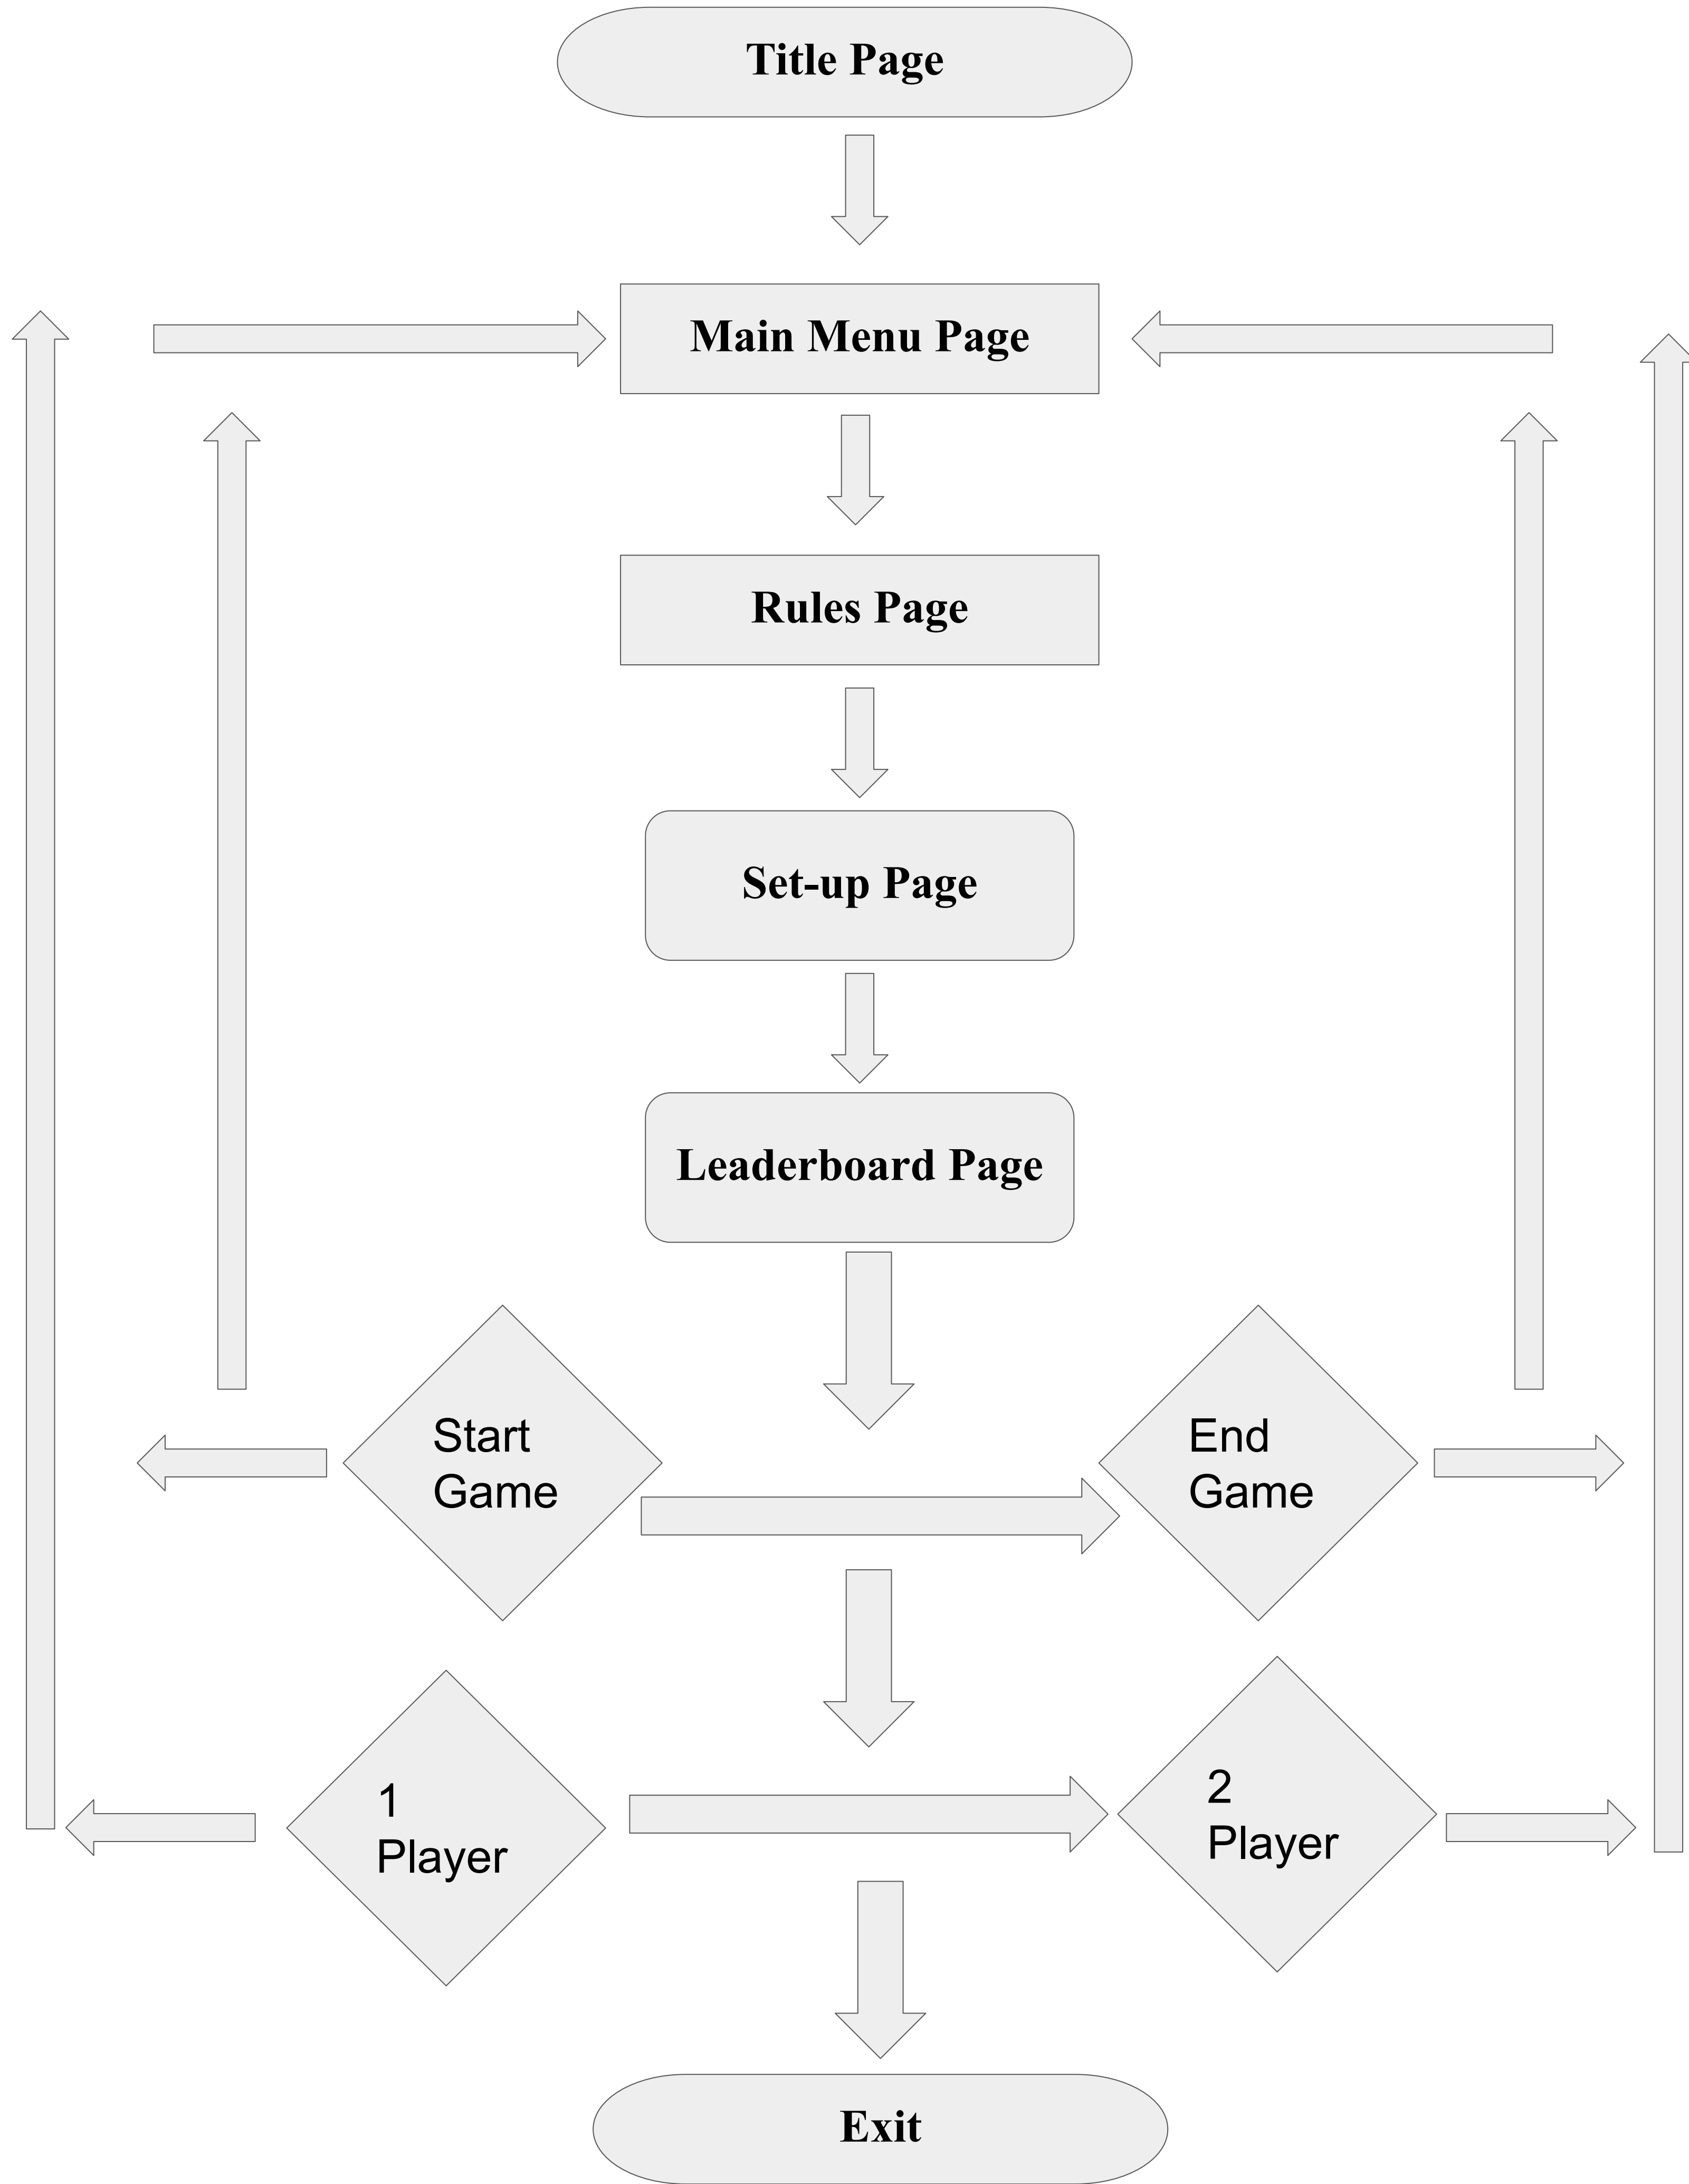 Title Page
Main Menu Page
Rules Page
Set-up Page
Leaderboard Page
Start
Game
End
Game
1
Player
2
Player
Exit